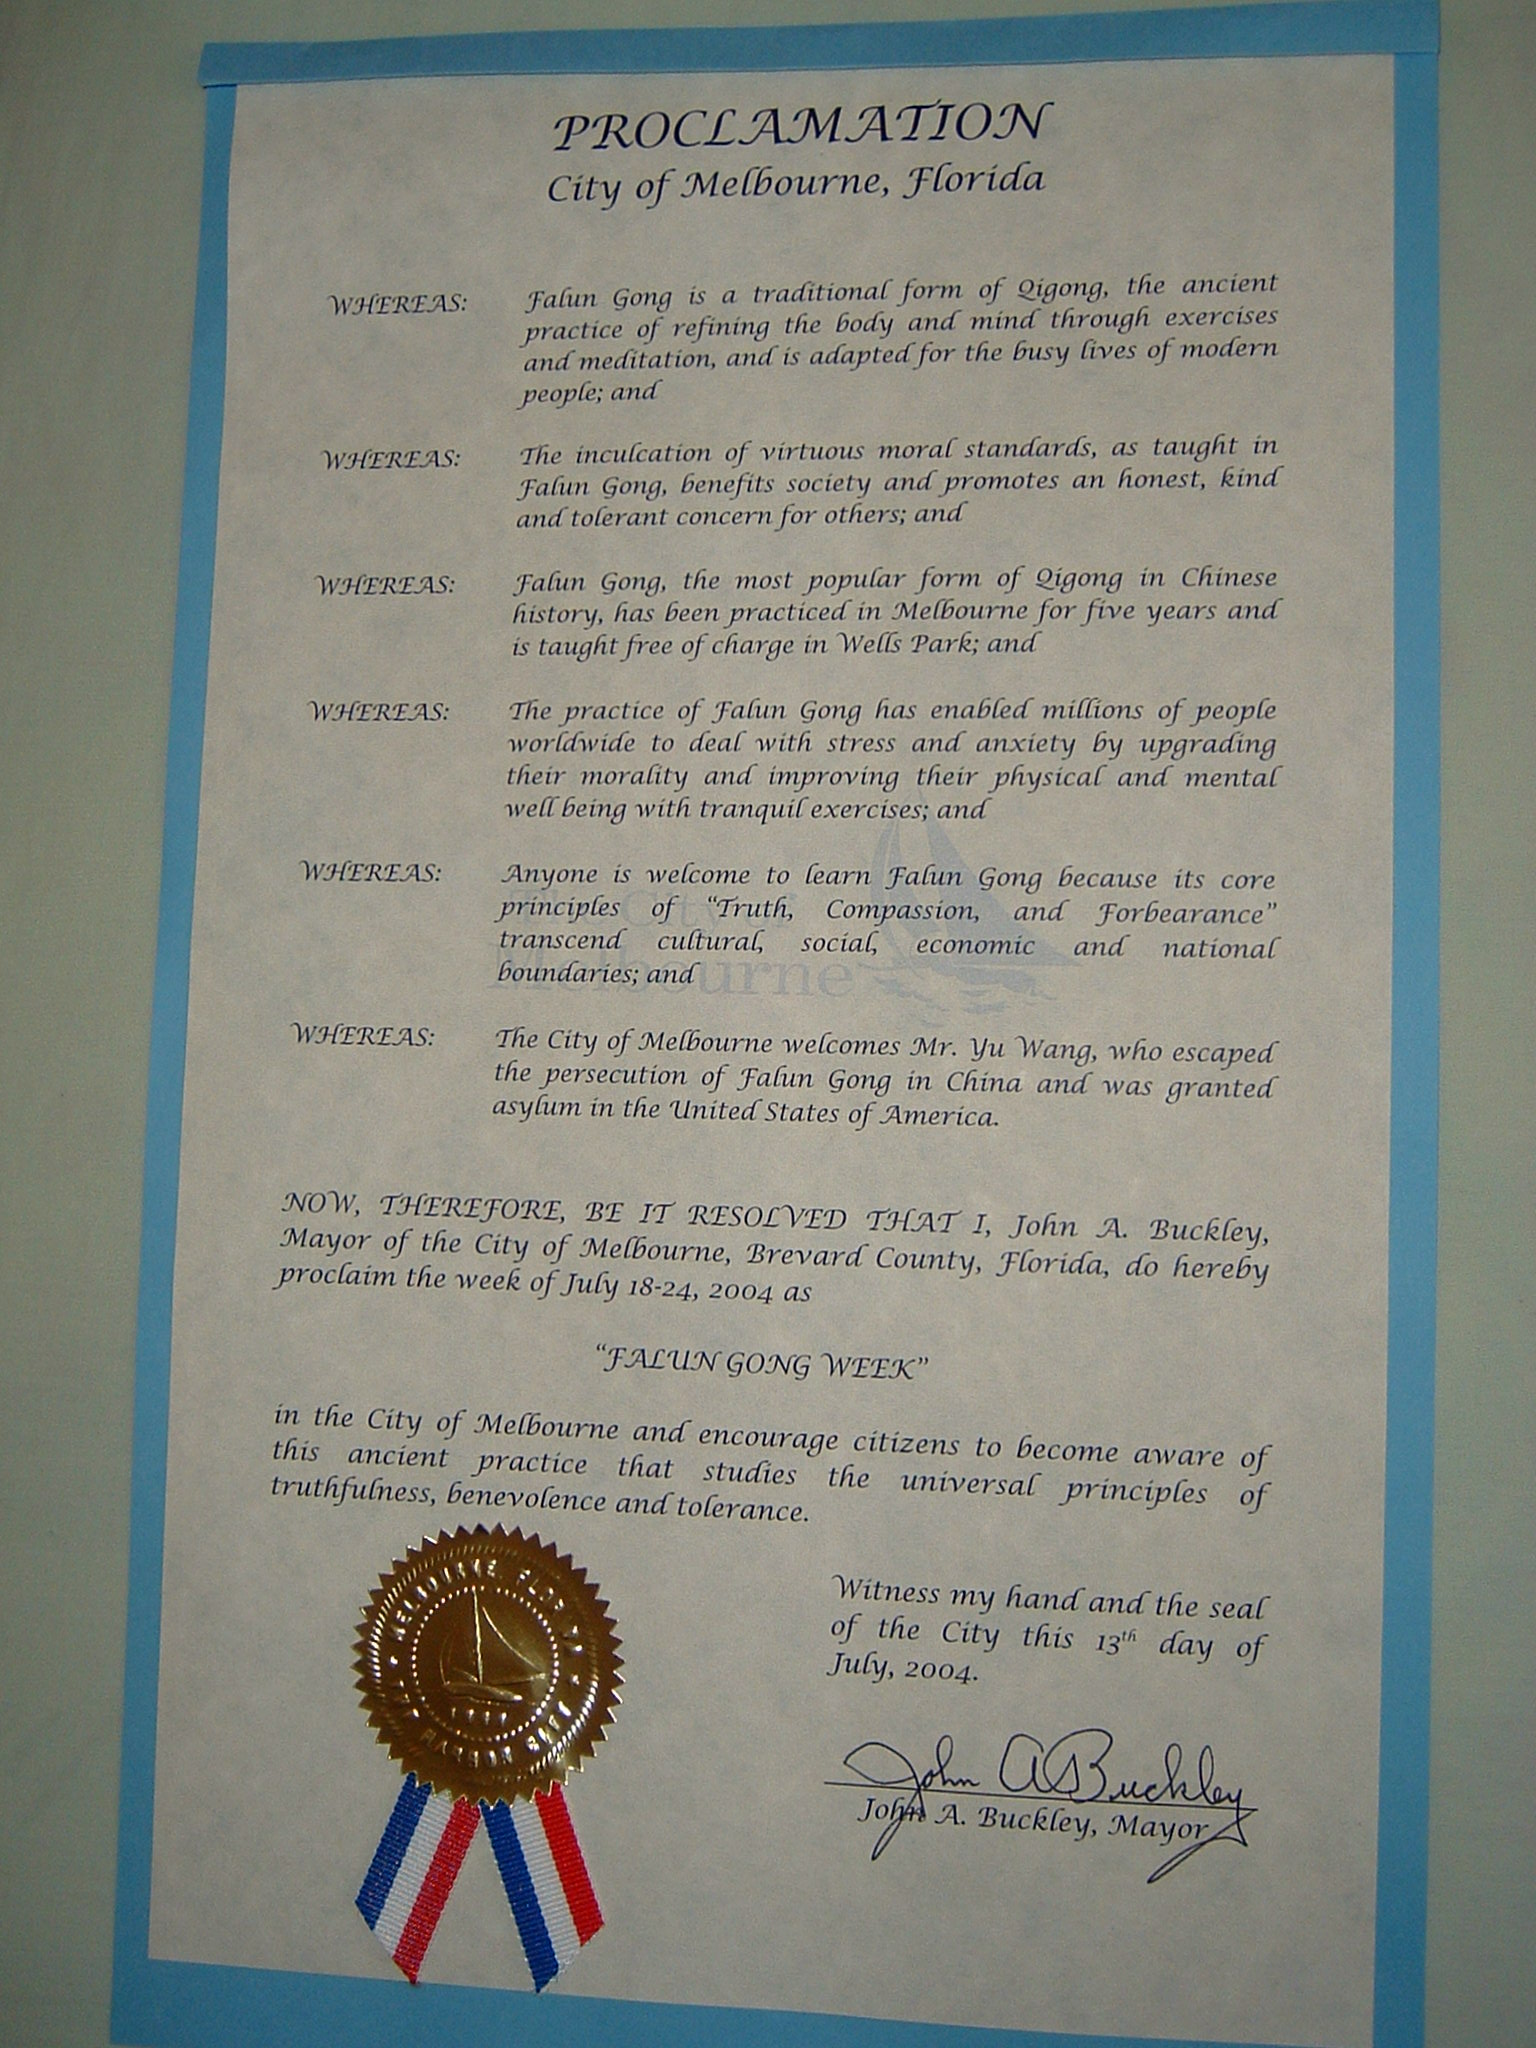 PROCLAMATION
City of Melbourne, Florida
WHEREAS: Falun Gong is a traditional form of Qigong, the ancient
practice of refining the body and mind through exercises
and meditation, and is adapted for the busy lives of modern
people; and
WHEREAS: The inculcation of virtuous moral standards, as taught in
Falun Gong, benefits society and promotes an honest, kind
and tolerant concern for others; and
WHEREAS: Falun Gong, the most popular form of Qigong in Chinese
history, has been practiced in Melbourne for five years and
is taught free of charge in Wells Park; and
WHEREAS: The practice of Falun Gong has enabled millions of people
worldwide to deal with stress and anxiety by upgrading
their morality and improving their physical and mental
well being with tranquil exercises; and
WHEREAS: Anyone is welcome to learn Falun Gong because its core
principles of “Truth, Compassion, and Forbearance”
transcend cultural, social, economic and national
boundaries; and
City of
Melbourne
WHEREAS: The City of Melbourne welcomes Mr. Yu Wang, who escaped
the persecution of Falun Gong in China and was granted
asylum in the United States of America.
NOW, THEREFORE, BE IT RESOLVED THAT I, John A. Buckley,
Mayor of the City of Melbourne, Brevard County, Florida, do hereby
proclaim the week of July 18-24, 2004 as
“FALUN GONG WEEK”
in the City of Melbourne and encourage citizens to become aware of
this ancient practice that studies the universal principles of
truthfulness, benevolence and tolerance.
MELBOURNE FLORIDA
HARBOR CITY
Witness my hand and the seal
of the City this 13th day of
July, 2004.
John A Buckley
John A. Buckley, Mayor